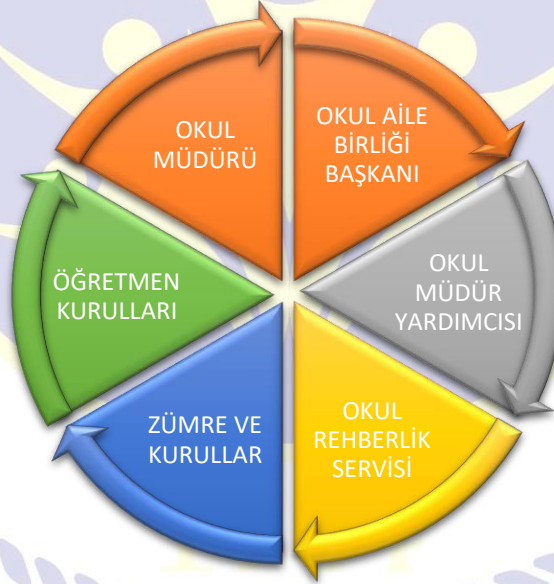 OKUL
MÜDÜRÜ
OKUL AİLE
BİRLİĞİ
BAŞKANI
OKUL
MÜDÜR
YARDIMCISI
OKUL
REHBERLİK
SERVİSİ
ZÜMRE VE
KURULLAR
ÖĞRETMEN
KURULLARI